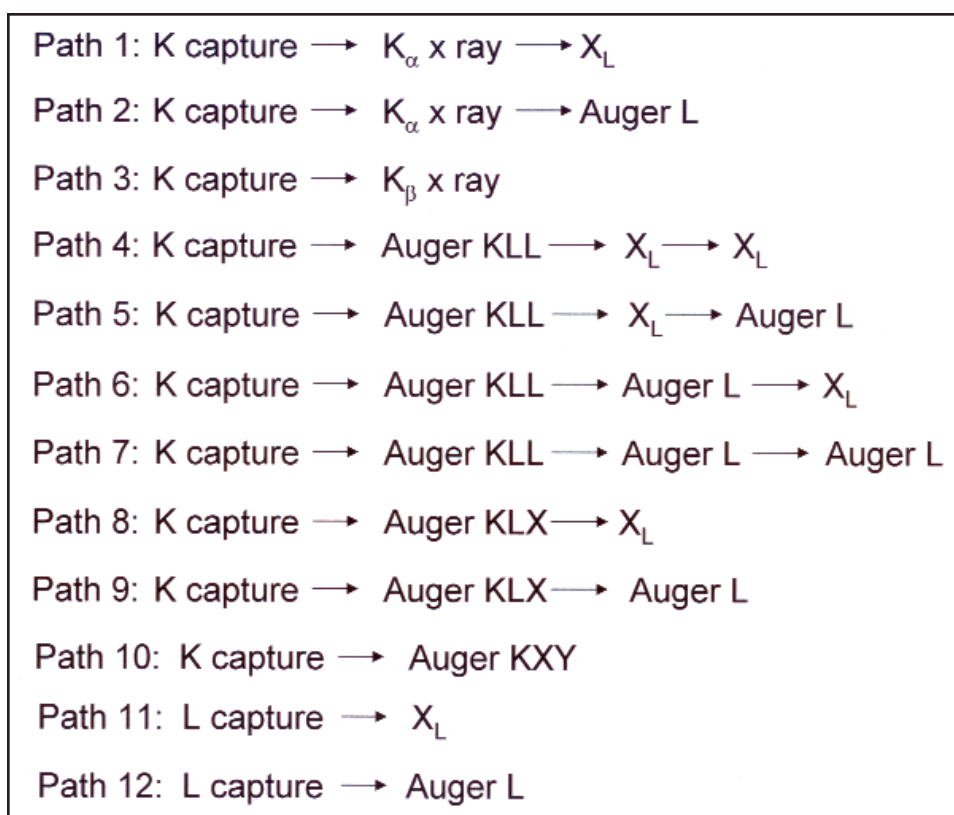 Path 1: K capture → Kα x ray → XL
Path 2: K capture → Kα x ray → Auger L
Path 3: K capture → Kβ x ray
Path 4: K capture → Auger KLL → XL → XL
Path 5: K capture → Auger KLL → XL → Auger L
Path 6: K capture → Auger KLL → Auger L → XL
Path 7: K capture → Auger KLL → Auger L → Auger L
Path 8: K capture → Auger KLX → XL
Path 9: K capture → Auger KLX → Auger L
Path 10: K capture → Auger KXY
Path 11: L capture → XL
Path 12: L capture → Auger L